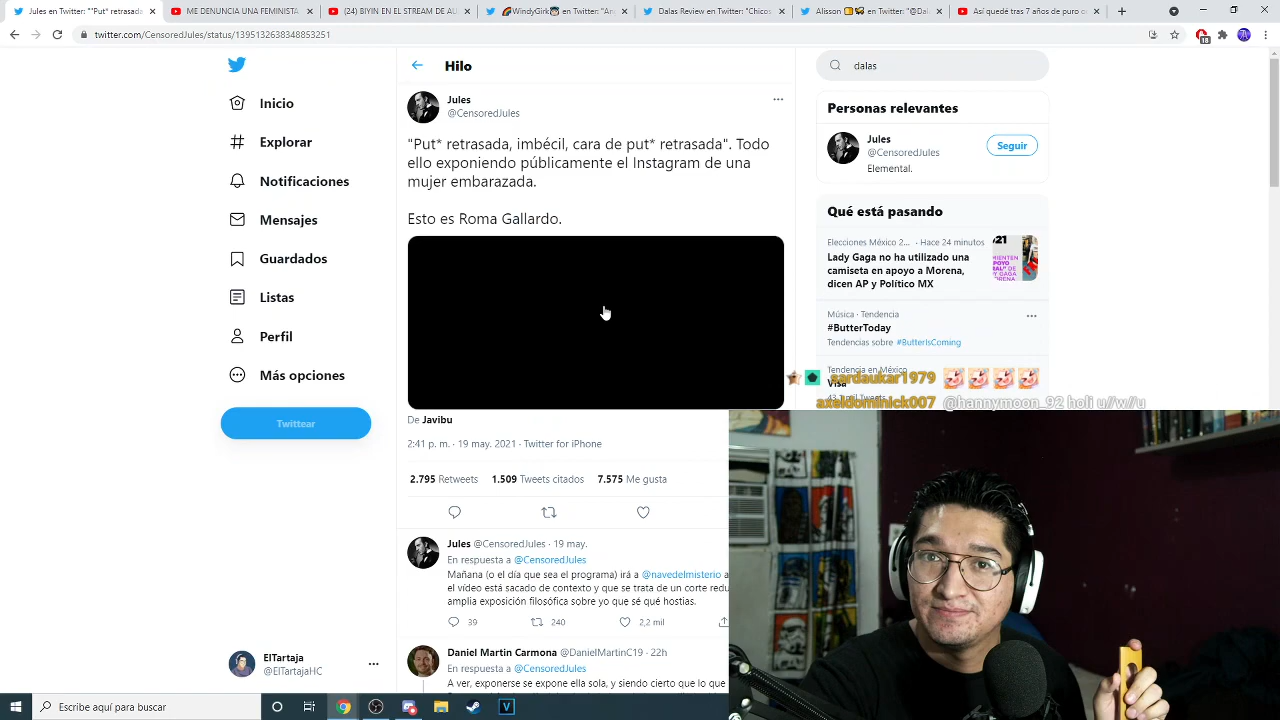 Jules en Twitter: ""Put* retrasada
ME DENUNCIA UNA FEMINISTA
(24) BIYIN EN EL STREAM DE AU
🌈WindyGirk en Twitter: "Ara
Dalas Review en Twitter: "Chicos
Alisson en Twitter: "@Dal
Así quedé tras 7 años de puro o
twitter.com/CensoredJules/status/1395132638348853251
18
Inicio
Explorar
Notificaciones
Mensajes
Guardados
Listas
Perfil
Más opciones
Twittear
ElTartaja
@ElTartajaHC
Hilo
Jules
@CensoredJules
"Put* retrasada, imbécil, cara de put* retrasada". Todo
ello exponiendo públicamente el Instagram de una
mujer embarazada.
Esto es Roma Gallardo.
De Javibu
2:41 p. m. · 19 may. 2021 · Twitter for iPhone
2.795 Retweets 1.509 Tweets citados 7.575 Me gusta
Jules @CensoredJules · 19 may.
En respuesta a @CensoredJules
Mañana (o el día que sea el programa) irá a @navedelmisterio a
el vídeo está sacado de contexto y que se trata de un corte redu
amplia exposición filosófica sobre yo que sé qué hostias.
39 240 2,2 mil
Daniel Martin Carmona @DanielMartinC19 · 22h
En respuesta a @CensoredJules
A ver, exponerse se expone ella sola, y siendo cierto que lo que
dalas
Personas relevantes
Jules
@CensoredJules
Elemental.
Seguir
Qué está pasando
Elecciones México 2... · Hace 24 minutos
Lady Gaga no ha utilizado una
camiseta en apoyo a Morena,
dicen AP y Político MX
Música · Tendencia
#ButterToday
Tendencias sobre #ButterIsComing
Tendencia en México
Visa
sardaukar1979
axeldominick007 @hannymoon_92 holi u//w//u
Escribe aquí para buscar